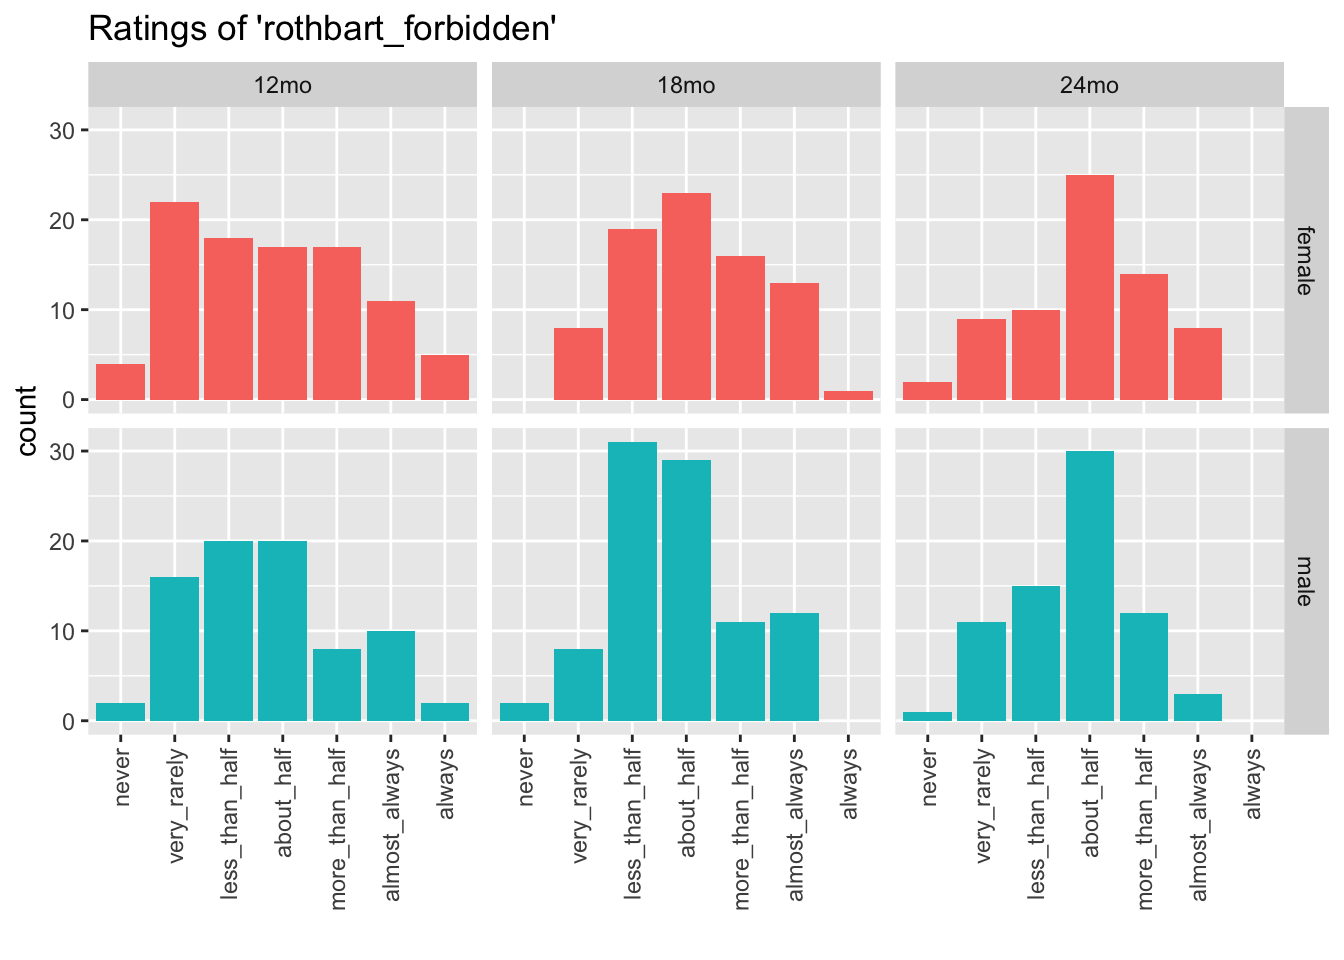 Ratings of 'rothbart_forbidden'
12mo
18mo
24mo
30
20
10
0
female
count
30
20
10
0
male
never
very_rarely
less_than_half
about_half
more_than_half
almost_always
always
never
very_rarely
less_than_half
about_half
more_than_half
almost_always
always
never
very_rarely
less_than_half
about_half
more_than_half
almost_always
always